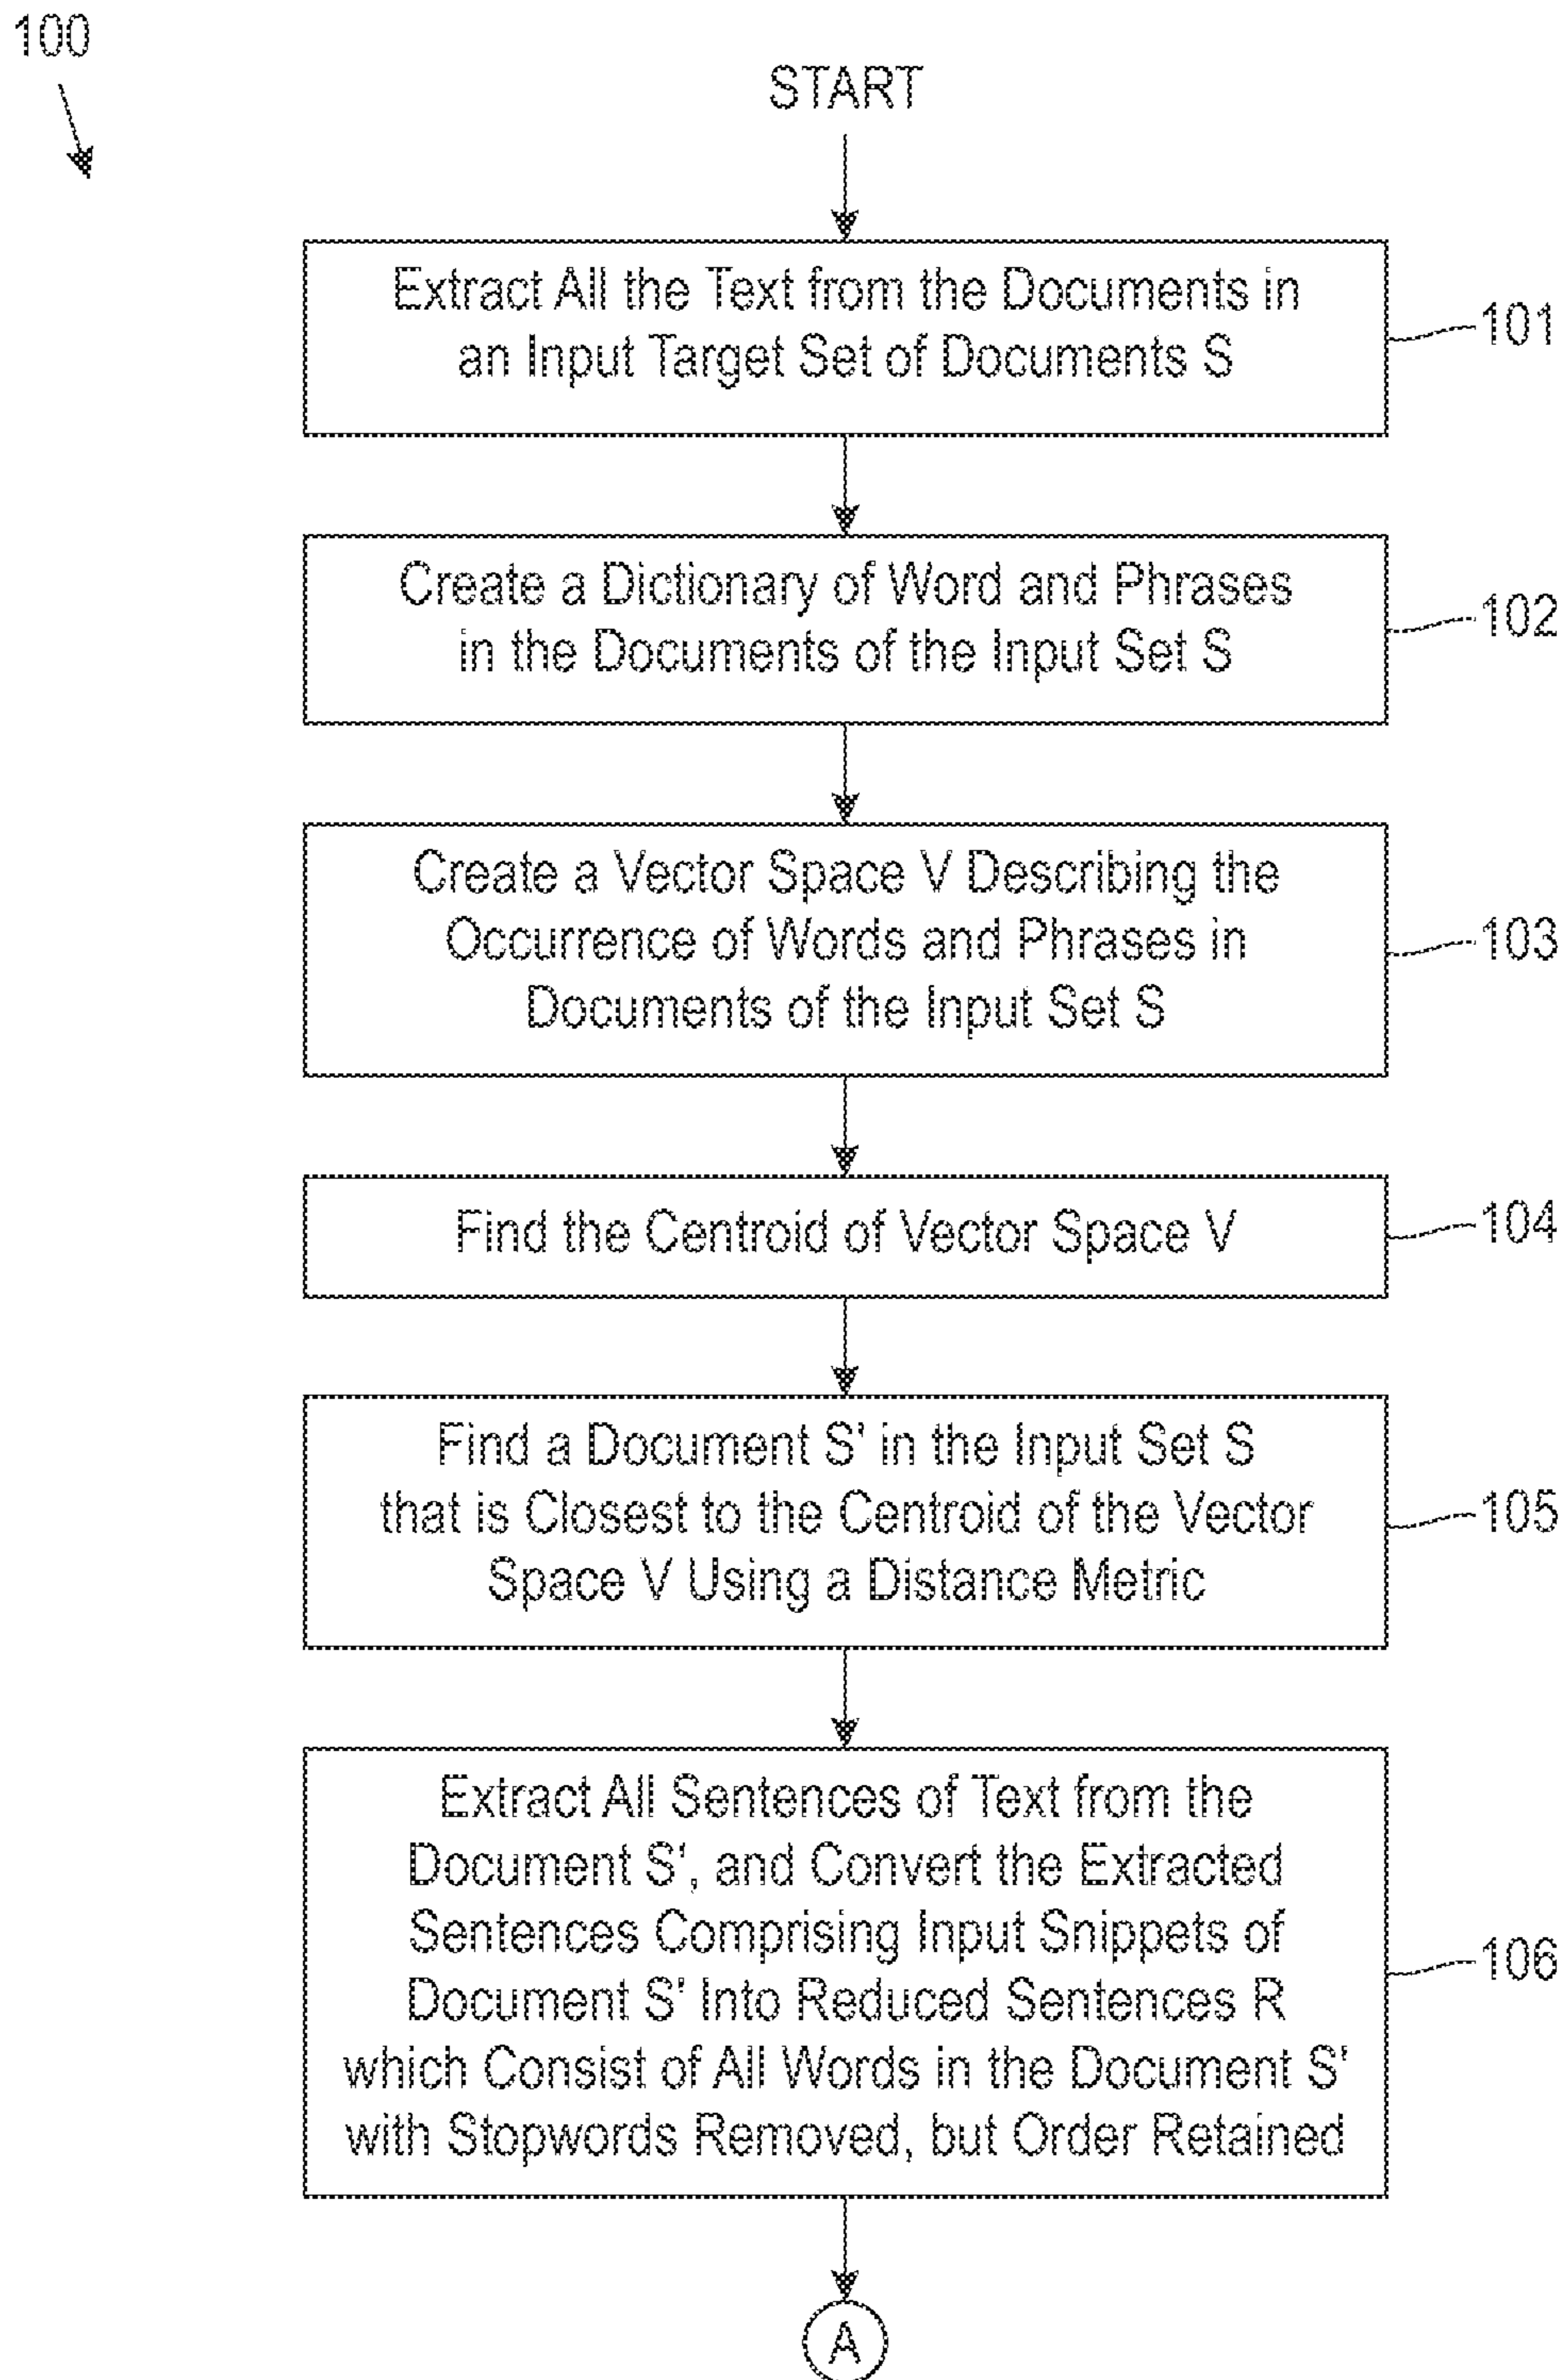 100
START
Extract All the Text from the Documents in
an Input Target Set of Documents S
101
Create a Dictionary of Word and Phrases
in the Documents of the Input Set S
102
Create a Vector Space V Describing the
Occurrence of Words and Phrases in
Documents of the Input Set S
103
Find the Centroid of Vector Space V
104
Find a Document S' in the Input Set S
that is Closest to the Centroid of the Vector
Space V Using a Distance Metric
105
Extract All Sentences of Text from the
Document S', and Convert the Extracted
Sentences Comprising Input Snippets of
Document S' Into Reduced Sentences R
which Consist of All Words in the Document S'
with Stopwords Removed, but Order Retained
106
A